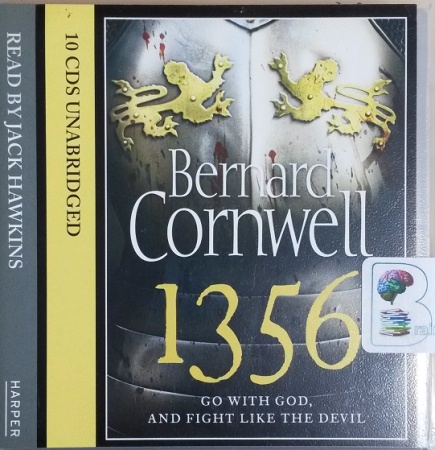 READ BY JACK HAWKINS
HARPER
10 CDS UNABRIDGED
Bernard
Cornwell
1356
GO WITH GOD,
AND FIGHT LIKE THE DEVIL